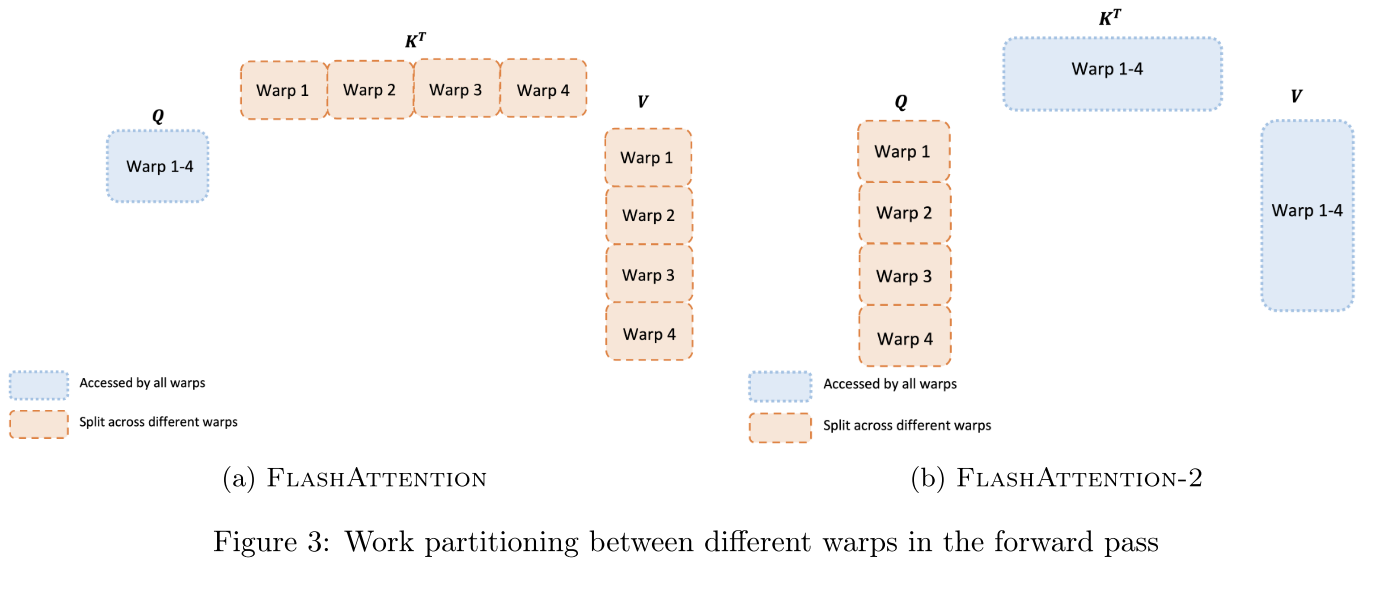 K^T
Warp 1 Warp 2 Warp 3 Warp 4
Q
Warp 1-4
V
Warp 1
Warp 2
Warp 3
Warp 4
Accessed by all warps
Split across different warps
(a) FLASHATTENTION
K^T
Warp 1-4
Q
Warp 1
Warp 2
Warp 3
Warp 4
V
Warp 1-4
Accessed by all warps
Split across different warps
(b) FLASHATTENTION-2
Figure 3: Work partitioning between different warps in the forward pass